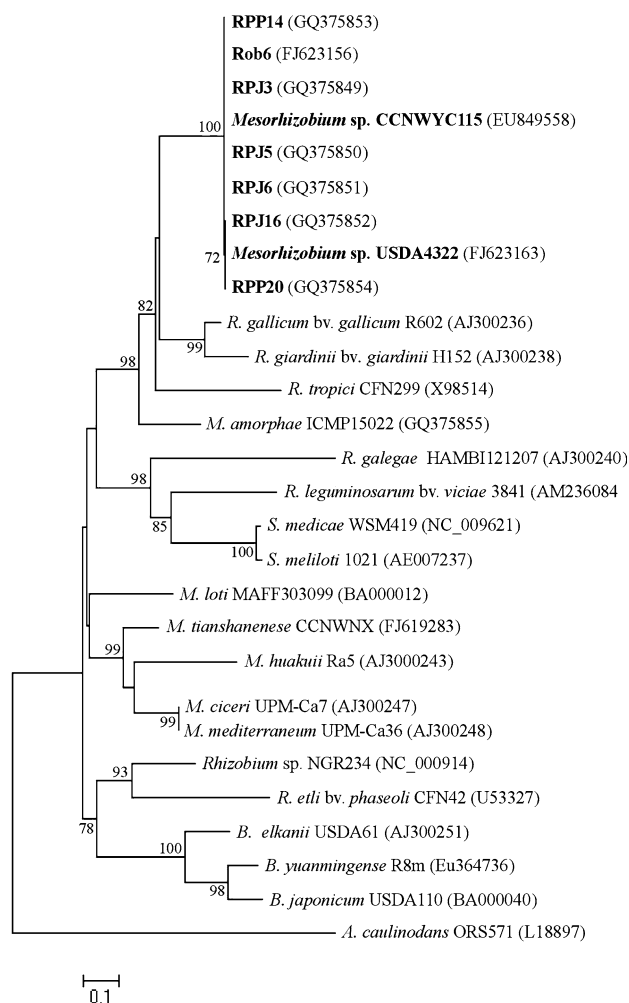 RPP14 (GQ375853)
Rob6 (FJ623156)
RPJ3 (GQ375849)
Mesorhizobium sp. CCNWYC115 (EU849558)
100
RPJ5 (GQ375850)
RPJ6 (GQ375851)
RPJ16 (GQ375852)
Mesorhizobium sp. USDA4322 (FJ623163)
72
RPP20 (GQ375854)
82
R. gallicum bv. gallicum R602 (AJ300236)
99
R. giardinii bv. giardinii H152 (AJ300238)
98
R. tropici CFN299 (X98514)
M. amorphae ICMP15022 (GQ375855)
R. galegae HAMBI121207 (AJ300240)
98
R. leguminosarum bv. viciae 3841 (AM236084
85
S. medicae WSM419 (NC_009621)
100
S. meliloti 1021 (AE007237)
M. loti MAFF303099 (BA000012)
M. tianshanenese CCNWNX (FJ619283)
99
M. huakuii Ra5 (AJ3000243)
M. ciceri UPM-Ca7 (AJ300247)
99
M. mediterraneum UPM-Ca36 (AJ300248)
Rhizobium sp. NGR234 (NC_000914)
93
R. etli bv. phaseoli CFN42 (U53327)
78
B. elkanii USDA61 (AJ300251)
100
B. yuanmingense R8m (Eu364736)
98
B. japonicum USDA110 (BA000040)
A. caulinodans ORS571 (L18897)
0.1